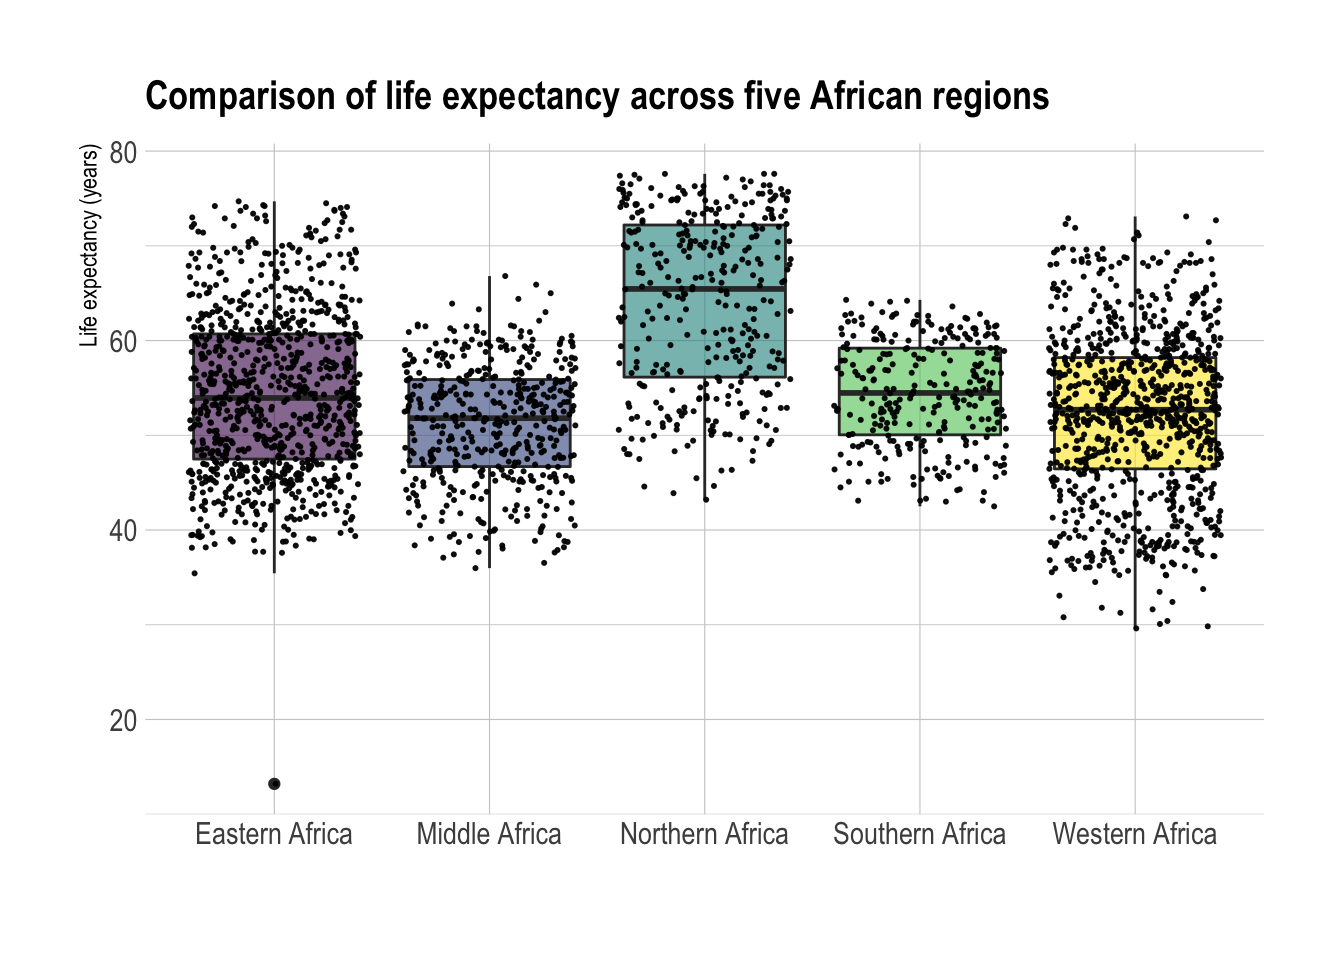 Comparison of life expectancy across five African regions
Life expectancy (years)
80
60
40
20
Eastern Africa
Middle Africa
Northern Africa
Southern Africa
Western Africa